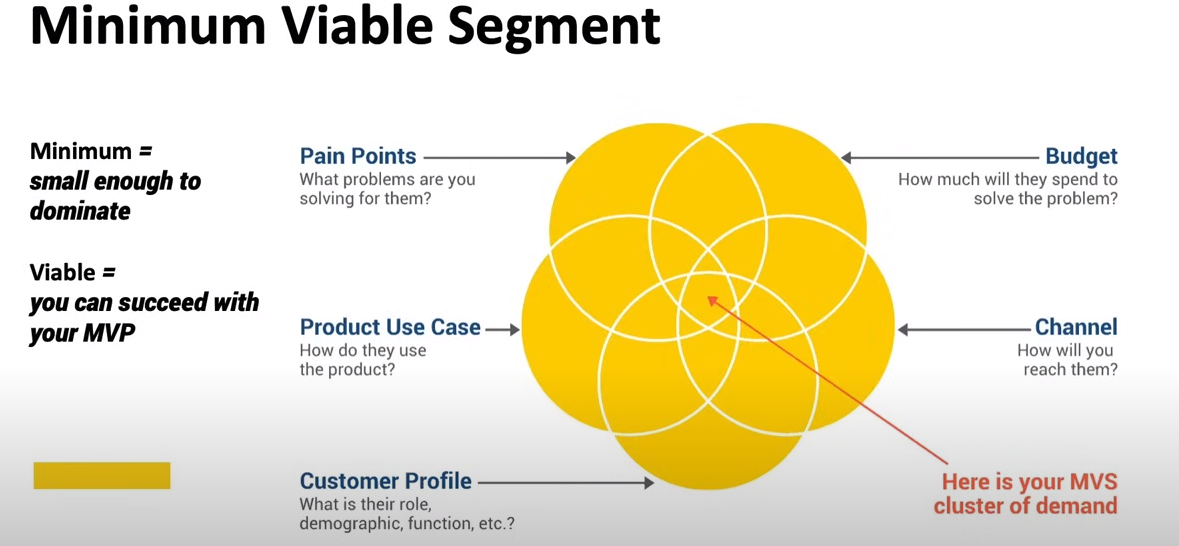 Minimum Viable Segment
Minimum =
small enough to
dominate
Viable =
you can succeed with
your MVP
Pain Points
What problems are you
solving for them?
Product Use Case
How do they use
the product?
Customer Profile
What is their role,
demographic, function, etc.?
Budget
How much will they spend to
solve the problem?
Channel
How will you
reach them?
Here is your MVS
cluster of demand